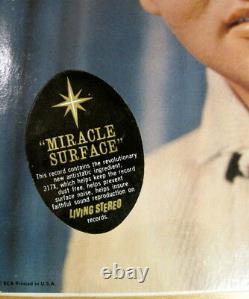 "MIRACLE
SURFACE"
This record contains the revolutionary
new antistatic ingredient,
317X, which helps keep the record
dust free, helps prevent
surface noise, helps insure
faithful sound reproduction on
LIVING STEREO
records.
RCA Printed in U.S.A.
worthpoint